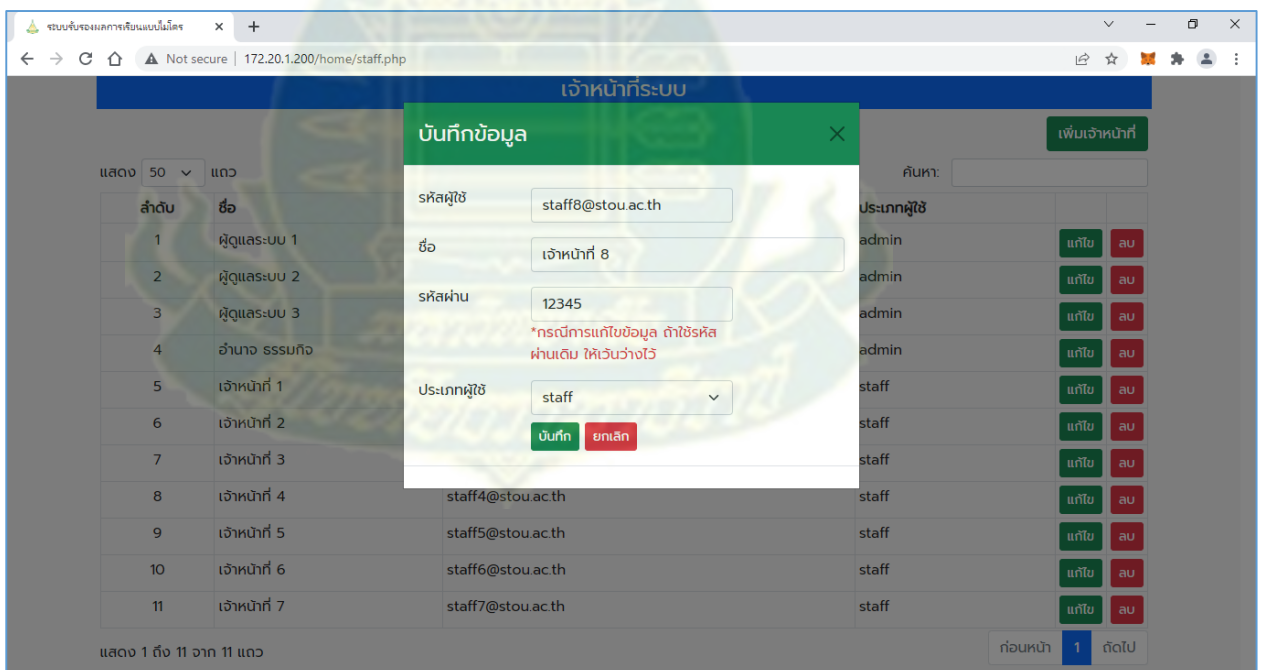 ระบบรับรองผลการเรียนแบบไมโคร
Not secure | 172.20.1.200/home/staff.php
เจ้าหน้าที่ระบบ
บันทึกข้อมูล
เพิ่มเจ้าหน้าที่
แสดง 50 แถว
ค้นหา:
รหัสผู้ใช้ staff8@stou.ac.th
ชื่อ เจ้าหน้าที่ 8
รหัสผ่าน 12345
*กรณีการแก้ไขข้อมูล ถ้าใช้รหัส
ผ่านเดิม ให้เว้นว่างไว้
ประเภทผู้ใช้ staff
บันทึก ยกเลิก
ลำดับ ชื่อ ประเภทผู้ใช้
1 ผู้ดูแลระบบ 1 admin แก้ไข ลบ
2 ผู้ดูแลระบบ 2 admin แก้ไข ลบ
3 ผู้ดูแลระบบ 3 admin แก้ไข ลบ
4 อำนาจ ธรรมกิจ admin แก้ไข ลบ
5 เจ้าหน้าที่ 1 staff แก้ไข ลบ
6 เจ้าหน้าที่ 2 staff แก้ไข ลบ
7 เจ้าหน้าที่ 3 staff แก้ไข ลบ
8 เจ้าหน้าที่ 4 staff4@stou.ac.th staff แก้ไข ลบ
9 เจ้าหน้าที่ 5 staff5@stou.ac.th staff แก้ไข ลบ
10 เจ้าหน้าที่ 6 staff6@stou.ac.th staff แก้ไข ลบ
11 เจ้าหน้าที่ 7 staff7@stou.ac.th staff แก้ไข ลบ
แสดง 1 ถึง 11 จาก 11 แถว
ก่อนหน้า 1 ถัดไป